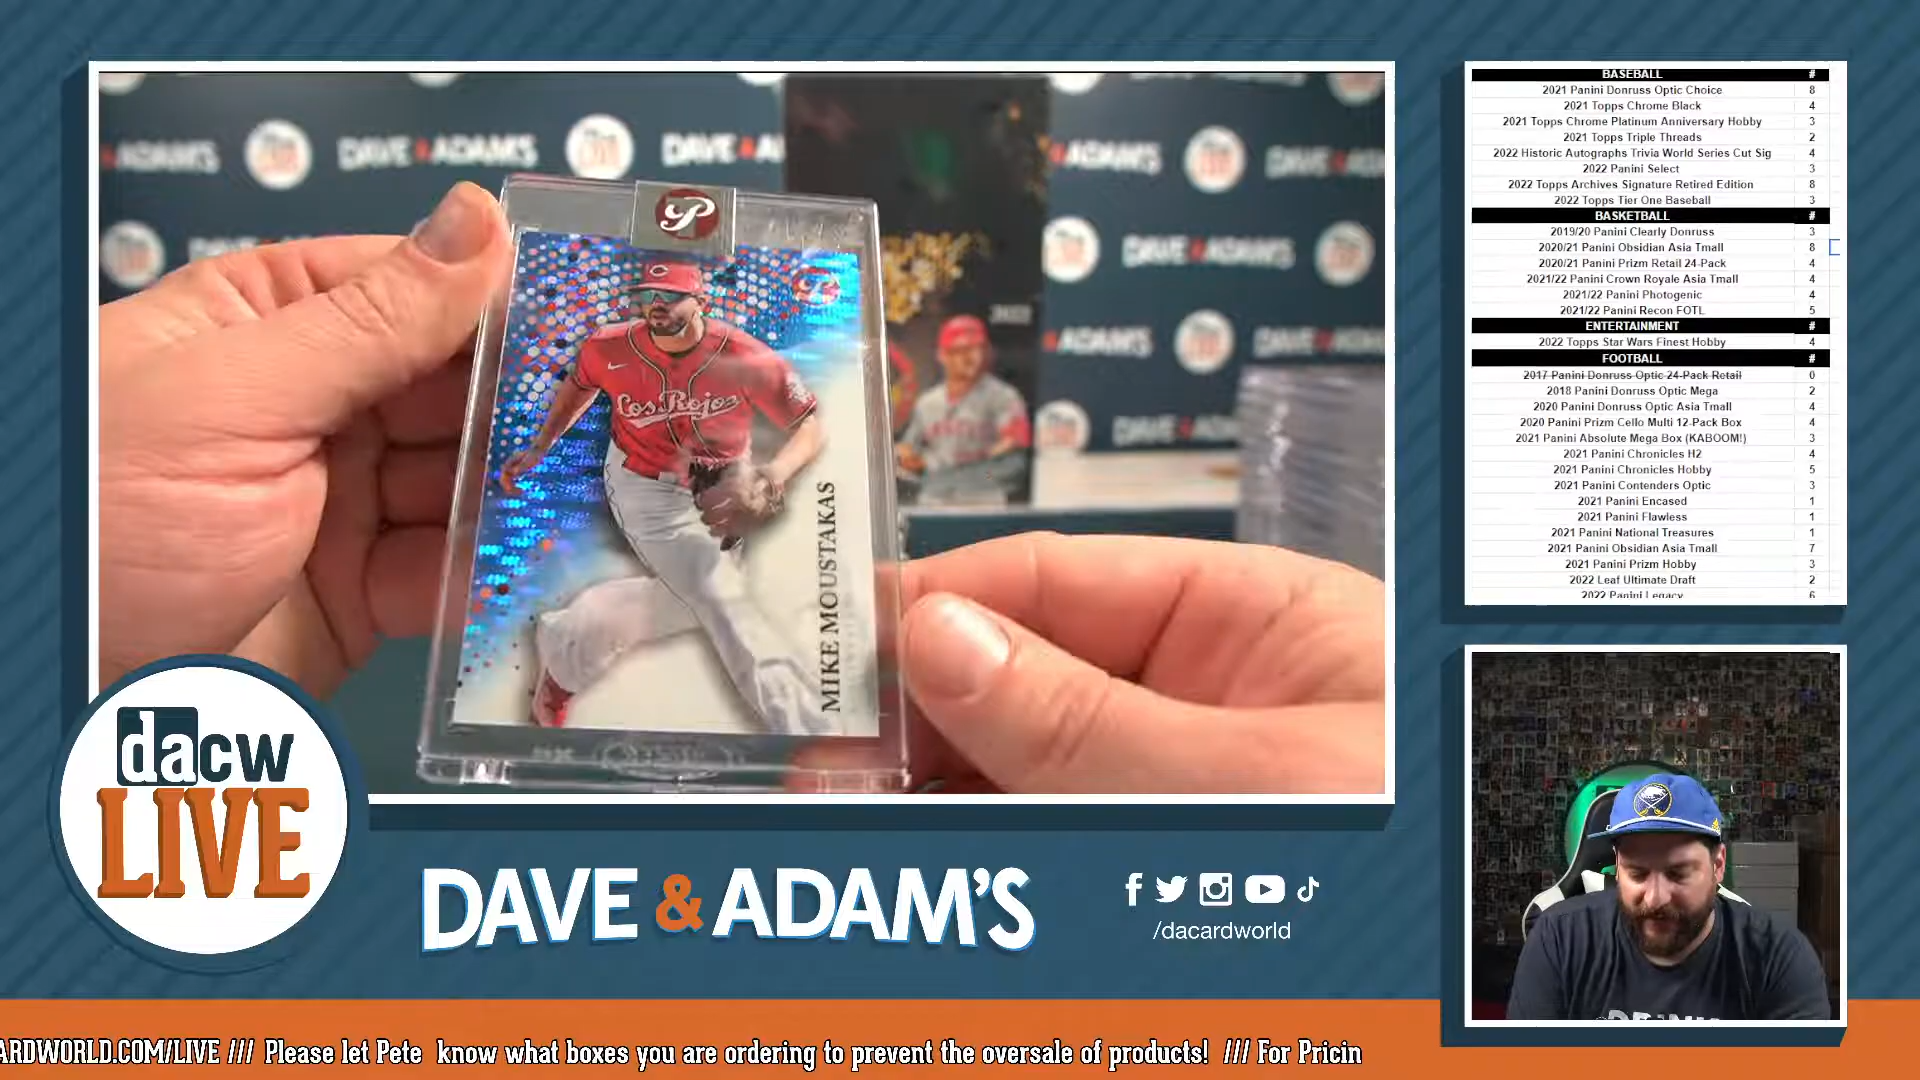 DAVE & ADAM'S
DAVE & ADAM'S
ADAM'S
2022
P
C
Los Rojos
MIKE MOUSTAKAS
BASEBALL #
2021 Panini Donruss Optic Choice 8
2021 Topps Chrome Black 4
2021 Topps Chrome Platinum Anniversary Hobby 3
2021 Topps Triple Threads 2
2022 Historic Autographs Trivia World Series Cut Sig 4
2022 Panini Select 3
2022 Topps Archives Signature Retired Edition 8
2022 Topps Tier One Baseball 3
BASKETBALL #
2019/20 Panini Clearly Donruss 3
2020/21 Panini Obsidian Asia Tmall 8
2020/21 Panini Prizm Retail 24-Pack 4
2021/22 Panini Crown Royale Asia Tmall 4
2021/22 Panini Photogenic 4
2021/22 Panini Recon FOTL 5
ENTERTAINMENT #
2022 Topps Star Wars Finest Hobby 4
FOOTBALL #
2017 Panini Donruss Optic 24-Pack Retail 0
2018 Panini Donruss Optic Mega 2
2020 Panini Donruss Optic Asia Tmall 4
2020 Panini Prizm Cello Multi 12-Pack Box 4
2021 Panini Absolute Mega Box (KABOOM!) 3
2021 Panini Chronicles H2 4
2021 Panini Chronicles Hobby 5
2021 Panini Contenders Optic 3
2021 Panini Encased 1
2021 Panini Flawless 1
2021 Panini National Treasures 1
2021 Panini Obsidian Asia Tmall 7
2021 Panini Prizm Hobby 3
2022 Leaf Ultimate Draft 2
2022 Panini Legacy 6
dacw
LIVE
DAVE & ADAM'S
/dacardworld
ARDWORLD.COM/LIVE /// Please let Pete know what boxes you are ordering to prevent the oversale of products! /// For Pricin